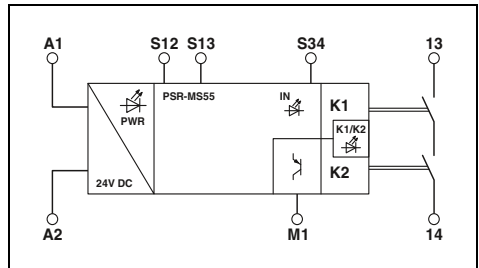 A1 S12 S13 S34 13
PSR-MS55 IN K1
PWR K1/K2
24V DC K2
A2 M1 14